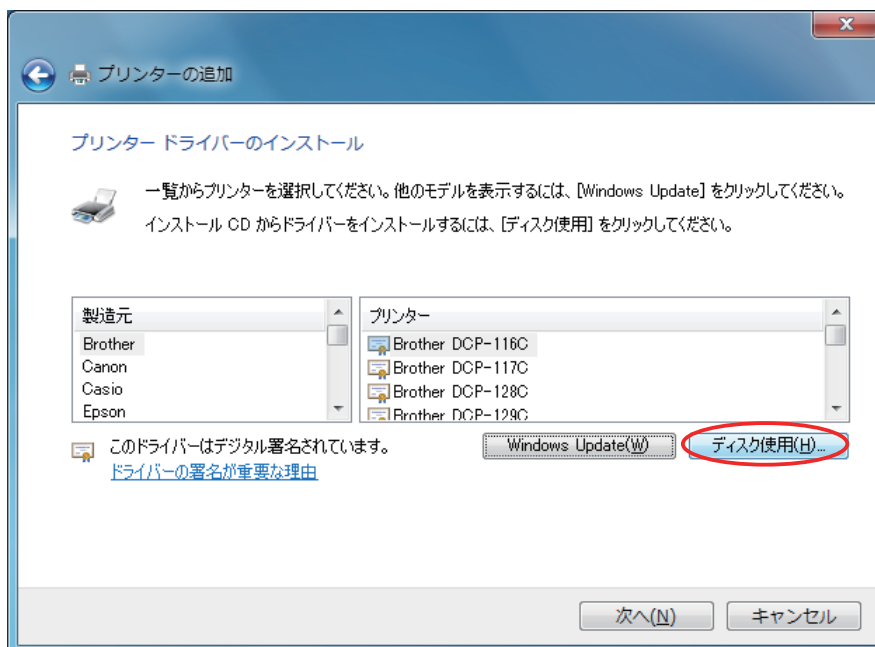 プリンターの追加
プリンター ドライバーのインストール
一覧からプリンターを選択してください。他のモデルを表示するには、[Windows Update] をクリックしてください。
インストール CD からドライバーをインストールするには、[ディスク使用] をクリックしてください。
製造元
Brother
Canon
Casio
Epson
プリンター
Brother DCP-116C
Brother DCP-117C
Brother DCP-128C
Brother DCP-129C
このドライバーはデジタル署名されています。
ドライバーの署名が重要な理由
Windows Update(W)
ディスク使用(H)...
次へ(N)
キャンセル